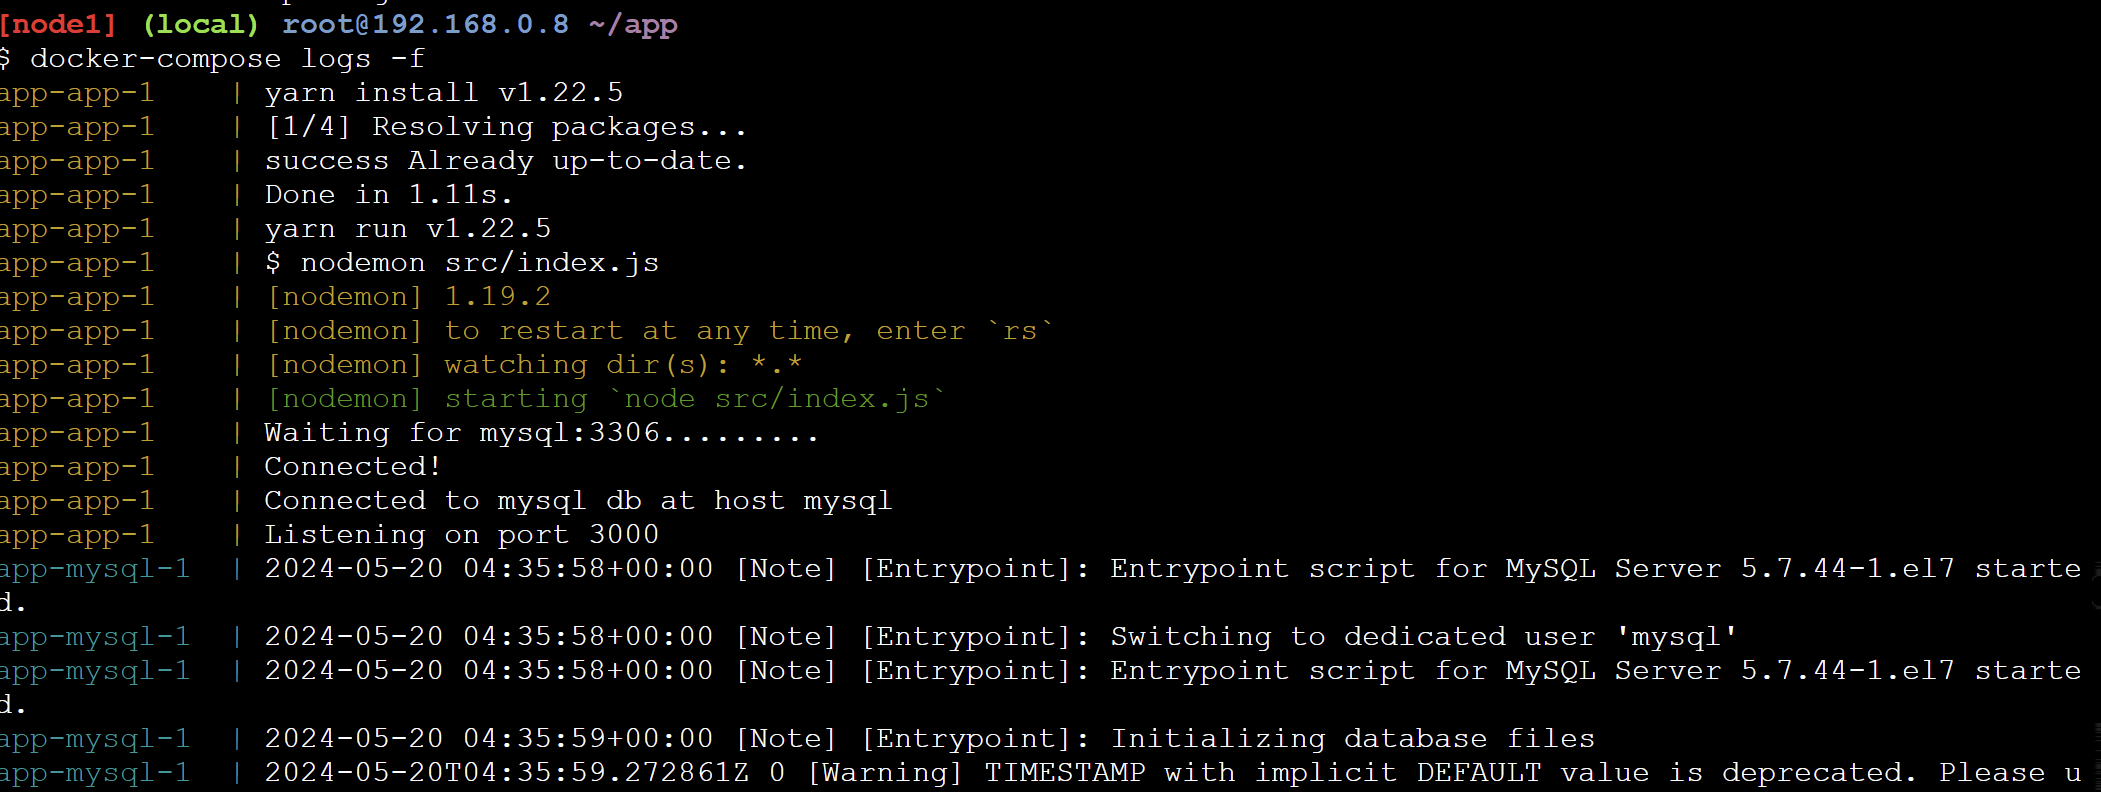 [node1] (local) root@192.168.0.8 ~/app
$ docker-compose logs -f
app-app-1    | yarn install v1.22.5
app-app-1    | [1/4] Resolving packages...
app-app-1    | success Already up-to-date.
app-app-1    | Done in 1.11s.
app-app-1    | yarn run v1.22.5
app-app-1    | $ nodemon src/index.js
app-app-1    | [nodemon] 1.19.2
app-app-1    | [nodemon] to restart at any time, enter `rs`
app-app-1    | [nodemon] watching dir(s): *.*
app-app-1    | [nodemon] starting `node src/index.js`
app-app-1    | Waiting for mysql:3306.........
app-app-1    | Connected!
app-app-1    | Connected to mysql db at host mysql
app-app-1    | Listening on port 3000
app-mysql-1  | 2024-05-20 04:35:58+00:00 [Note] [Entrypoint]: Entrypoint script for MySQL Server 5.7.44-1.el7 starte
d.
app-mysql-1  | 2024-05-20 04:35:58+00:00 [Note] [Entrypoint]: Switching to dedicated user 'mysql'
app-mysql-1  | 2024-05-20 04:35:58+00:00 [Note] [Entrypoint]: Entrypoint script for MySQL Server 5.7.44-1.el7 starte
d.
app-mysql-1  | 2024-05-20 04:35:59+00:00 [Note] [Entrypoint]: Initializing database files
app-mysql-1  | 2024-05-20T04:35:59.272861Z 0 [Warning] TIMESTAMP with implicit DEFAULT value is deprecated. Please u